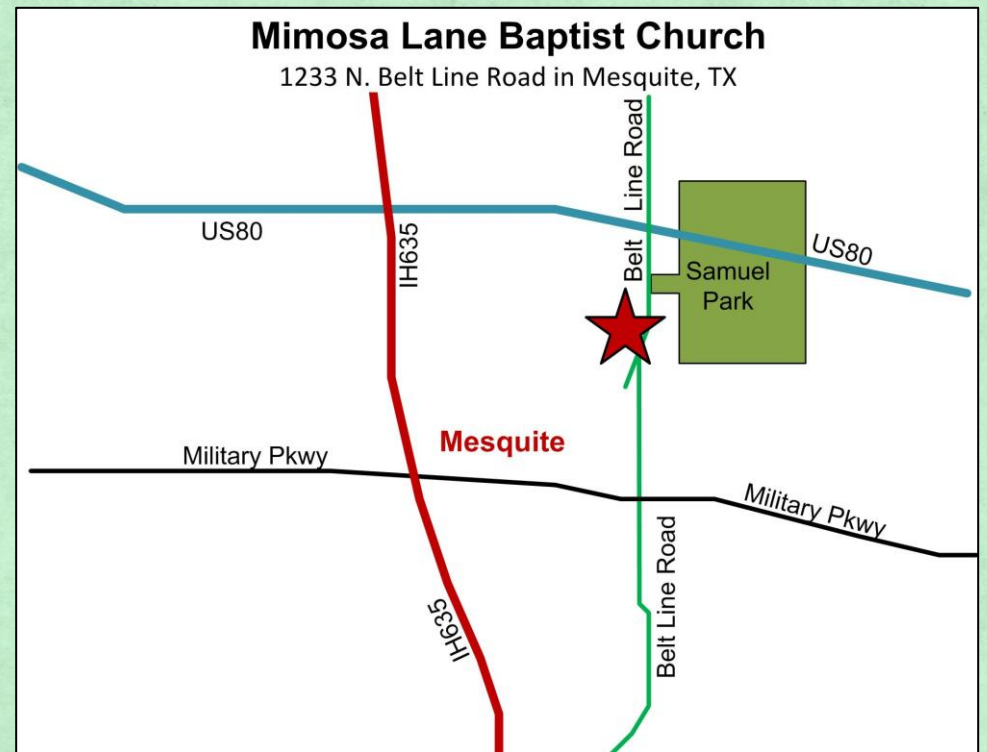 Mimosa Lane Baptist Church
1233 N. Belt Line Road in Mesquite, TX
Belt Line Road
US80
IH635
US80
Samuel
Park
Mesquite
Military Pkwy
Military Pkwy
Belt Line Road
IH635